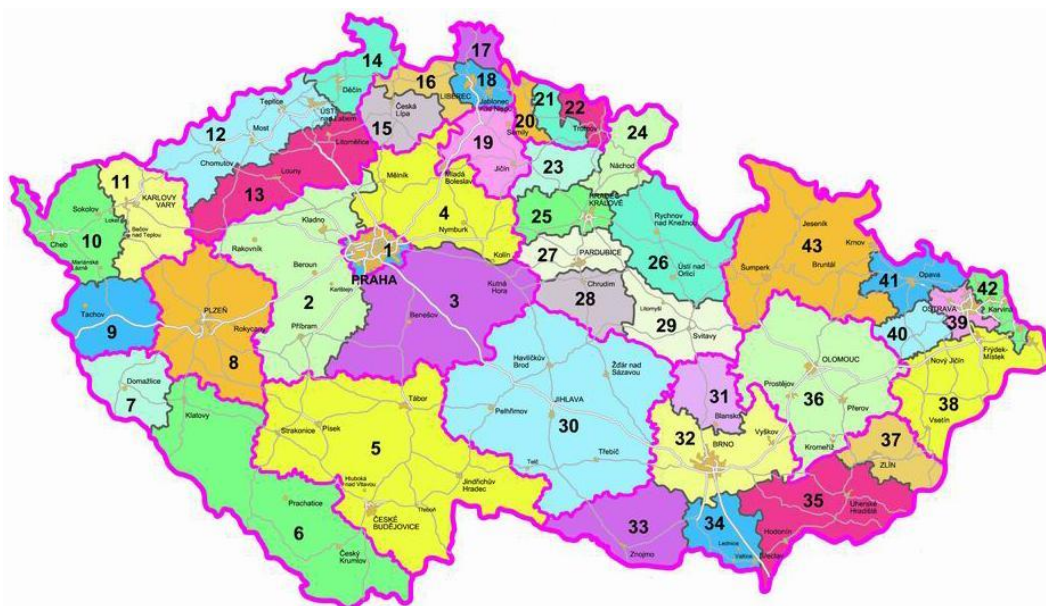 17
14
Děčín
16
18
LIBEREC
Jablonec
nad Nisou
21
22
20
Semily
Trutnov
24
Teplice
ÚSTÍ
nad Labem
Česká
Lípa
15
12
Most
Chomutov
Litoměřice
19
Jičín
23
Náchod
Louny
13
Mělník
Mladá
Boleslav
11
KARLOVY
VARY
Sokolov
Loket
10
Cheb
Bečov
nad Teplou
Mariánské
Lázně
Kladno
Rakovník
4
Nymburk
HRADEC
KRÁLOVÉ
25
Rychnov
nad Kněžnou
Jeseník
43
Krnov
Šumperk
Bruntál
1
PRAHA
Kolín
27
PARDUBICE
26
Ústí nad
Orlicí
41
Opava
42
Karviná
OSTRAVA
39
40
Beroun
Karlštejn
2
Příbram
3
Kutná
Hora
Benešov
Chrudim
28
Litomyšl
29
Svitavy
Tachov
9
PLZEŇ
Rokycany
8
Frýdek-
Místek
Nový Jičín
OLOMOUC
Prostějov
36
Přerov
38
Vsetín
Domažlice
7
Klatovy
Havlíčkův
Brod
Žďár nad
Sázavou
JIHLAVA
30
Pelhřimov
Třebíč
Telč
31
Blansko
32
BRNO
Vyškov
Kroměříž
37
ZLÍN
Tábor
Písek
Strakonice
5
Hluboká
nad Vltavou
Jindřichův
Hradec
Třeboň
ČESKÉ
BUDĚJOVICE
Prachatice
6
Český
Krumlov
33
Znojmo
34
Lednice
Valtice
Břeclav
35
Uherské
Hradiště
Hodonín